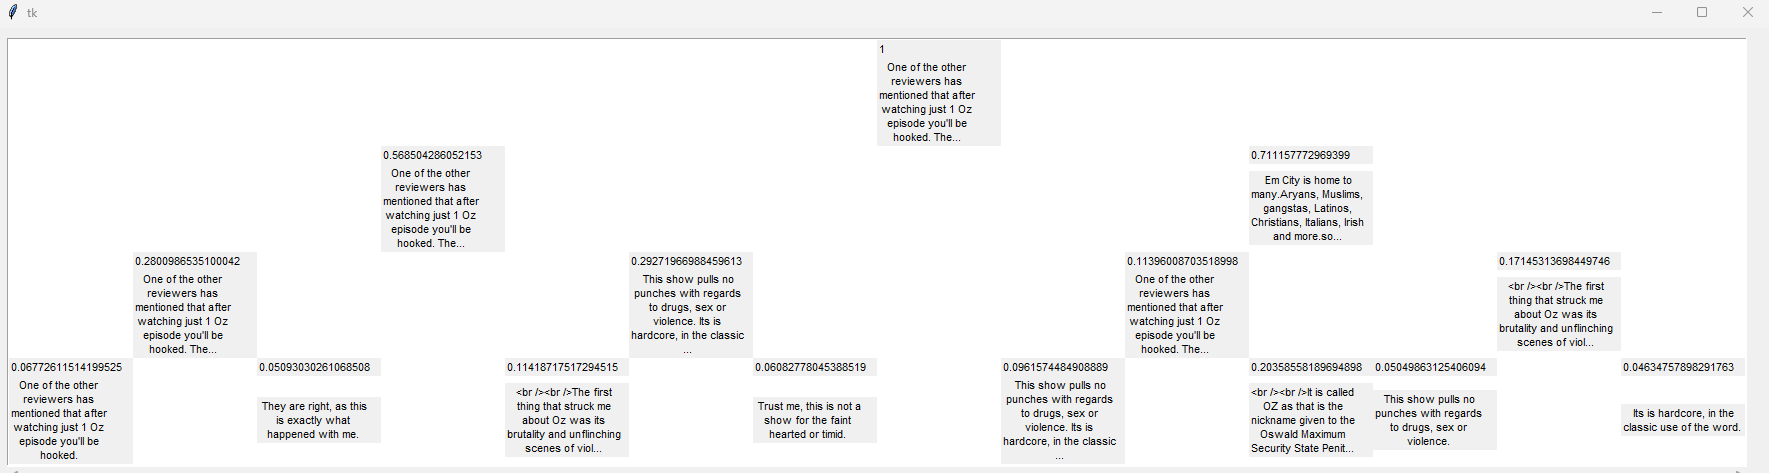 tk
1
One of the other
reviewers has
mentioned that after
watching just 1 Oz
episode you'll be
hooked. The...
0.568504286052153
One of the other
reviewers has
mentioned that after
watching just 1 Oz
episode you'll be
hooked. The...
0.711157772969399
Em City is home to
many.Aryans, Muslims,
gangstas, Latinos,
Christians, Italians, Irish
and more.so...
0.2800986535100042
One of the other
reviewers has
mentioned that after
watching just 1 Oz
episode you'll be
hooked. The...
0.29271966988459613
This show pulls no
punches with regards
to drugs, sex or
violence. Its is
hardcore, in the classic
...
0.11396008703518998
One of the other
reviewers has
mentioned that after
watching just 1 Oz
episode you'll be
hooked. The...
0.17145313698449746
<br /><br />The first
thing that struck me
about Oz was its
brutality and unflinching
scenes of viol...
0.06772611514199525
One of the other
reviewers has
mentioned that after
watching just 1 Oz
episode you'll be
hooked.
0.05093030261068508
They are right, as this
is exactly what
happened with me.
0.11418717517294515
<br /><br />The first
thing that struck me
about Oz was its
brutality and unflinching
scenes of viol...
0.06082778045388519
Trust me, this is not a
show for the faint
hearted or timid.
0.0961574484908889
This show pulls no
punches with regards
to drugs, sex or
violence. Its is
hardcore, in the classic
...
0.20358558189694898
<br /><br />It is called
OZ as that is the
nickname given to the
Oswald Maximum
Security State Penit...
0.05049863125406094
This show pulls no
punches with regards
to drugs, sex or
violence.
0.04634757898291763
Its is hardcore, in the
classic use of the word.